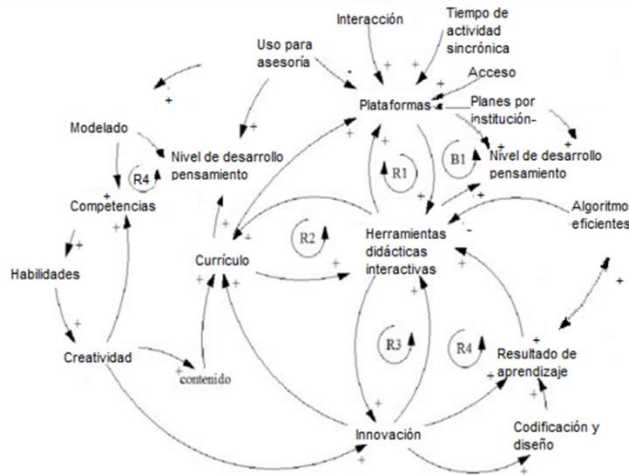 Interacción
Tiempo de
actividad
sincrónica
Uso para
asesoría
Acceso
Plataformas
Planes por
institución-
Modelado
Nivel de desarrollo
pensamiento
R4
R1
B1
Nivel de desarrollo
pensamiento
Competencias
Algoritmos
eficientes
R2
Herramientas
didácticas
interactivas
Currículo
Habilidades
R3
R4
Creatividad
contenido
Resultado de
aprendizaje
Innovación
Codificación y
diseño